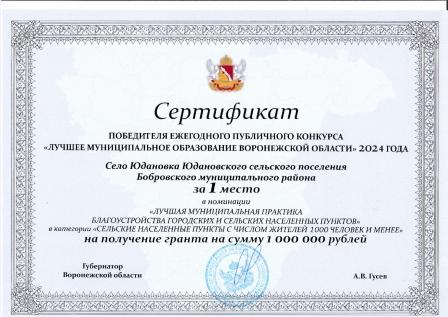 Сертификат
ПОБЕДИТЕЛЯ ЕЖЕГОДНОГО ПУБЛИЧНОГО КОНКУРСА
«ЛУЧШЕЕ МУНИЦИПАЛЬНОЕ ОБРАЗОВАНИЕ ВОРОНЕЖСКОЙ ОБЛАСТИ» 2024 ГОДА
Село Юдановка Юдановского сельского поселения
Бобровского муниципального района
за 1 место
в номинации
«ЛУЧШАЯ МУНИЦИПАЛЬНАЯ ПРАКТИКА
БЛАГОУСТРОЙСТВА ГОРОДСКИХ И СЕЛЬСКИХ НАСЕЛЕННЫХ ПУНКТОВ»
в категории «СЕЛЬСКИЕ НАСЕЛЕННЫЕ ПУНКТЫ С ЧИСЛОМ ЖИТЕЛЕЙ 1000 ЧЕЛОВЕК И МЕНЕЕ»
на получение гранта на сумму 1 000 000 рублей
Губернатор
Воронежской области
А.В. Гусев